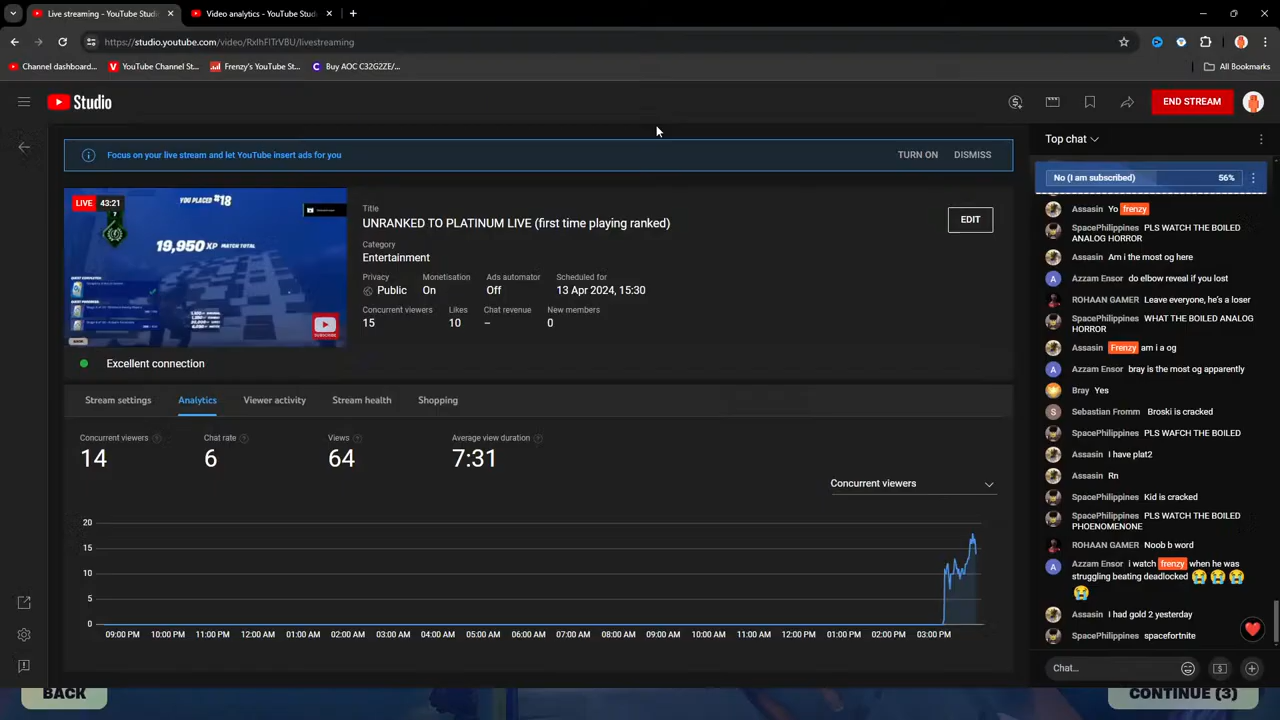 Live streaming - YouTube Studi
Video analytics - YouTube Studi
https://studio.youtube.com/video/RxlhFlTrVBU/livestreaming
Channel dashboard...
YouTube Channel St...
Frenzy's YouTube St...
Buy AOC C32G2ZE/...
All Bookmarks
Studio
END STREAM
Focus on your live stream and let YouTube insert ads for you
TURN ON
DISMISS
LIVE 43:21
YOU PLACED #18
19,950 XP MATCH TOTAL
SUBSCRIBE
Title
UNRANKED TO PLATINUM LIVE (first time playing ranked)
EDIT
Category
Entertainment
Privacy Monetisation Ads automator Scheduled for
Public On Off 13 Apr 2024, 15:30
Concurrent viewers Likes Chat revenue New members
15 10 – 0
Excellent connection
Stream settings Analytics Viewer activity Stream health Shopping
Concurrent viewers Chat rate Views Average view duration
14 6 64 7:31
Concurrent viewers
20
15
10
5
0
09:00 PM 10:00 PM 11:00 PM 12:00 AM 01:00 AM 02:00 AM 03:00 AM 04:00 AM 05:00 AM 06:00 AM 07:00 AM 08:00 AM 09:00 AM 10:00 AM 11:00 AM 12:00 PM 01:00 PM 02:00 PM 03:00 PM
Top chat
No (I am subscribed) 56%
Assasin Yo frenzy
SpacePhilippines PLS WATCH THE BOILED
ANALOG HORROR
Assasin Am i the most og here
A Azzam Ensor do elbow reveal if you lost
ROHAAN GAMER Leave everyone, he's a loser
SpacePhilippines WHAT THE BOILED ANALOG
HORROR
Assasin Frenzy am i a og
A Azzam Ensor bray is the most og apparently
Bray Yes
S Sebastian Fromm Broski is cracked
SpacePhilippines PLS WAFCH THE BOILED
Assasin I have plat2
Assasin Rn
SpacePhilippines Kid is cracked
SpacePhilippines PLS WATCH THE BOILED
PHOENOMENONE
ROHAAN GAMER Noob b word
A Azzam Ensor i watch frenzy when he was
struggling beating deadlocked 😭 😭 😭
😭
Assasin I had gold 2 yesterday
SpacePhilippines spacefortnite
Chat...
BACK
CONTINUE (3)